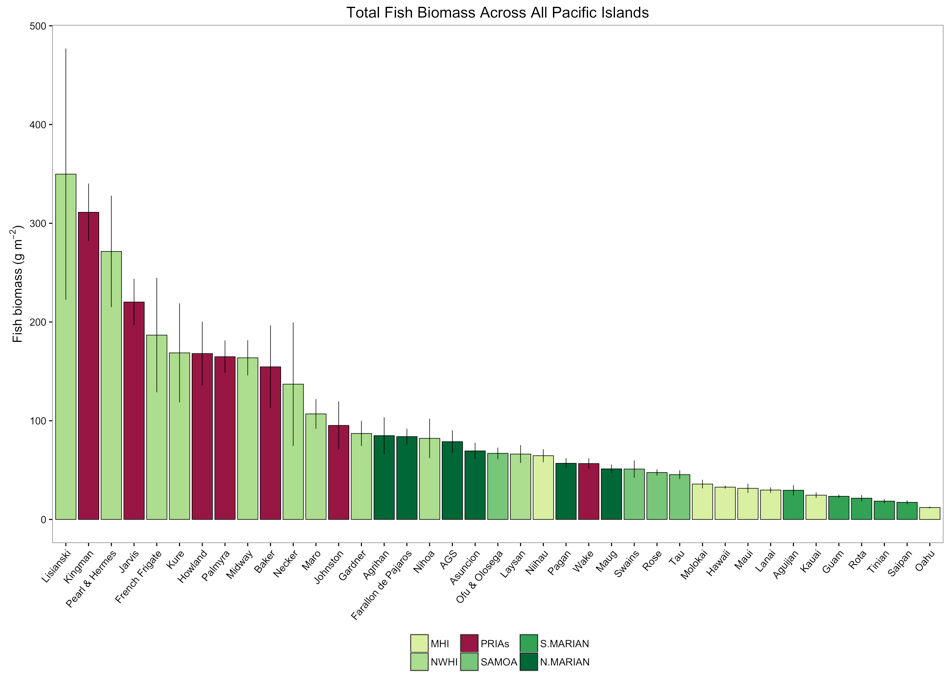 Total Fish Biomass Across All Pacific Islands
500
400
300
200
100
0
Fish biomass (g m⁻²)
Lisianski
Kingman
Pearl & Hermes
Jarvis
French Frigate
Kure
Howland
Palmyra
Midway
Baker
Necker
Maro
Johnston
Gardner
Agrihan
Farallon de Pajaros
Nihoa
AGS
Asuncion
Ofu & Olosega
Laysan
Niihau
Pagan
Wake
Maug
Swains
Rose
Tau
Molokai
Hawaii
Maui
Lanai
Aguijan
Kauai
Guam
Rota
Tinian
Saipan
Oahu
MHI PRIAs S.MARIAN
NWHI SAMOA N.MARIAN